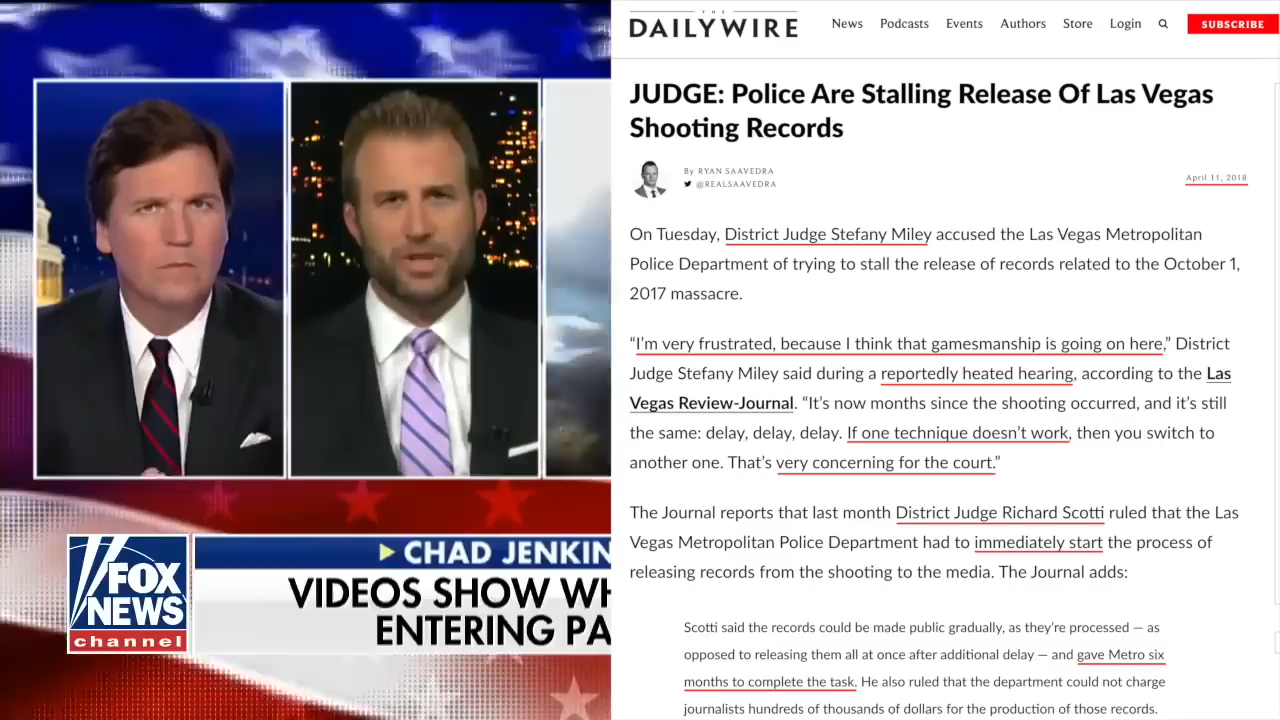 FOX
NEWS
channel
CHAD JENKIN
VIDEOS SHOW WH
ENTERING PA
THE
DAILYWIRE
News Podcasts Events Authors Store Login SUBSCRIBE
JUDGE: Police Are Stalling Release Of Las Vegas
Shooting Records
By RYAN SAAVEDRA
@REALSAAVEDRA
April 11, 2018
On Tuesday, District Judge Stefany Miley accused the Las Vegas Metropolitan
Police Department of trying to stall the release of records related to the October 1,
2017 massacre.
“I’m very frustrated, because I think that gamesmanship is going on here,” District
Judge Stefany Miley said during a reportedly heated hearing, according to the Las
Vegas Review-Journal. “It’s now months since the shooting occurred, and it’s still
the same: delay, delay, delay. If one technique doesn’t work, then you switch to
another one. That’s very concerning for the court.”
The Journal reports that last month District Judge Richard Scotti ruled that the Las
Vegas Metropolitan Police Department had to immediately start the process of
releasing records from the shooting to the media. The Journal adds:
Scotti said the records could be made public gradually, as they’re processed — as
opposed to releasing them all at once after additional delay — and gave Metro six
months to complete the task. He also ruled that the department could not charge
journalists hundreds of thousands of dollars for the production of those records.